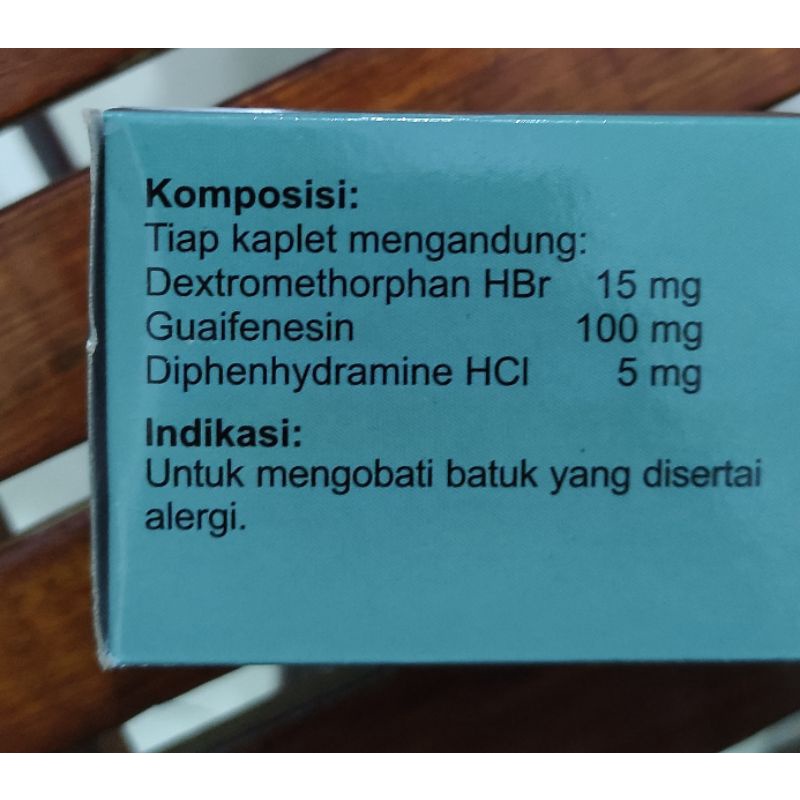 Komposisi:
Tiap kaplet mengandung:
Dextromethorphan HBr 15 mg
Guaifenesin 100 mg
Diphenhydramine HCl 5 mg
Indikasi:
Untuk mengobati batuk yang disertai
alergi.